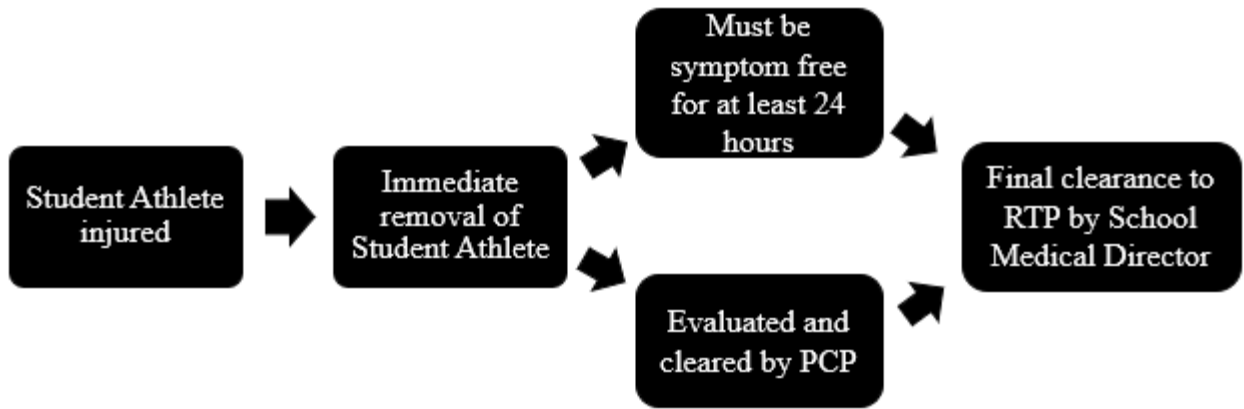 Student Athlete
injured
Immediate
removal of
Student Athlete
Must be
symptom free
for at least 24
hours
Evaluated and
cleared by PCP
Final clearance to
RTP by School
Medical Director